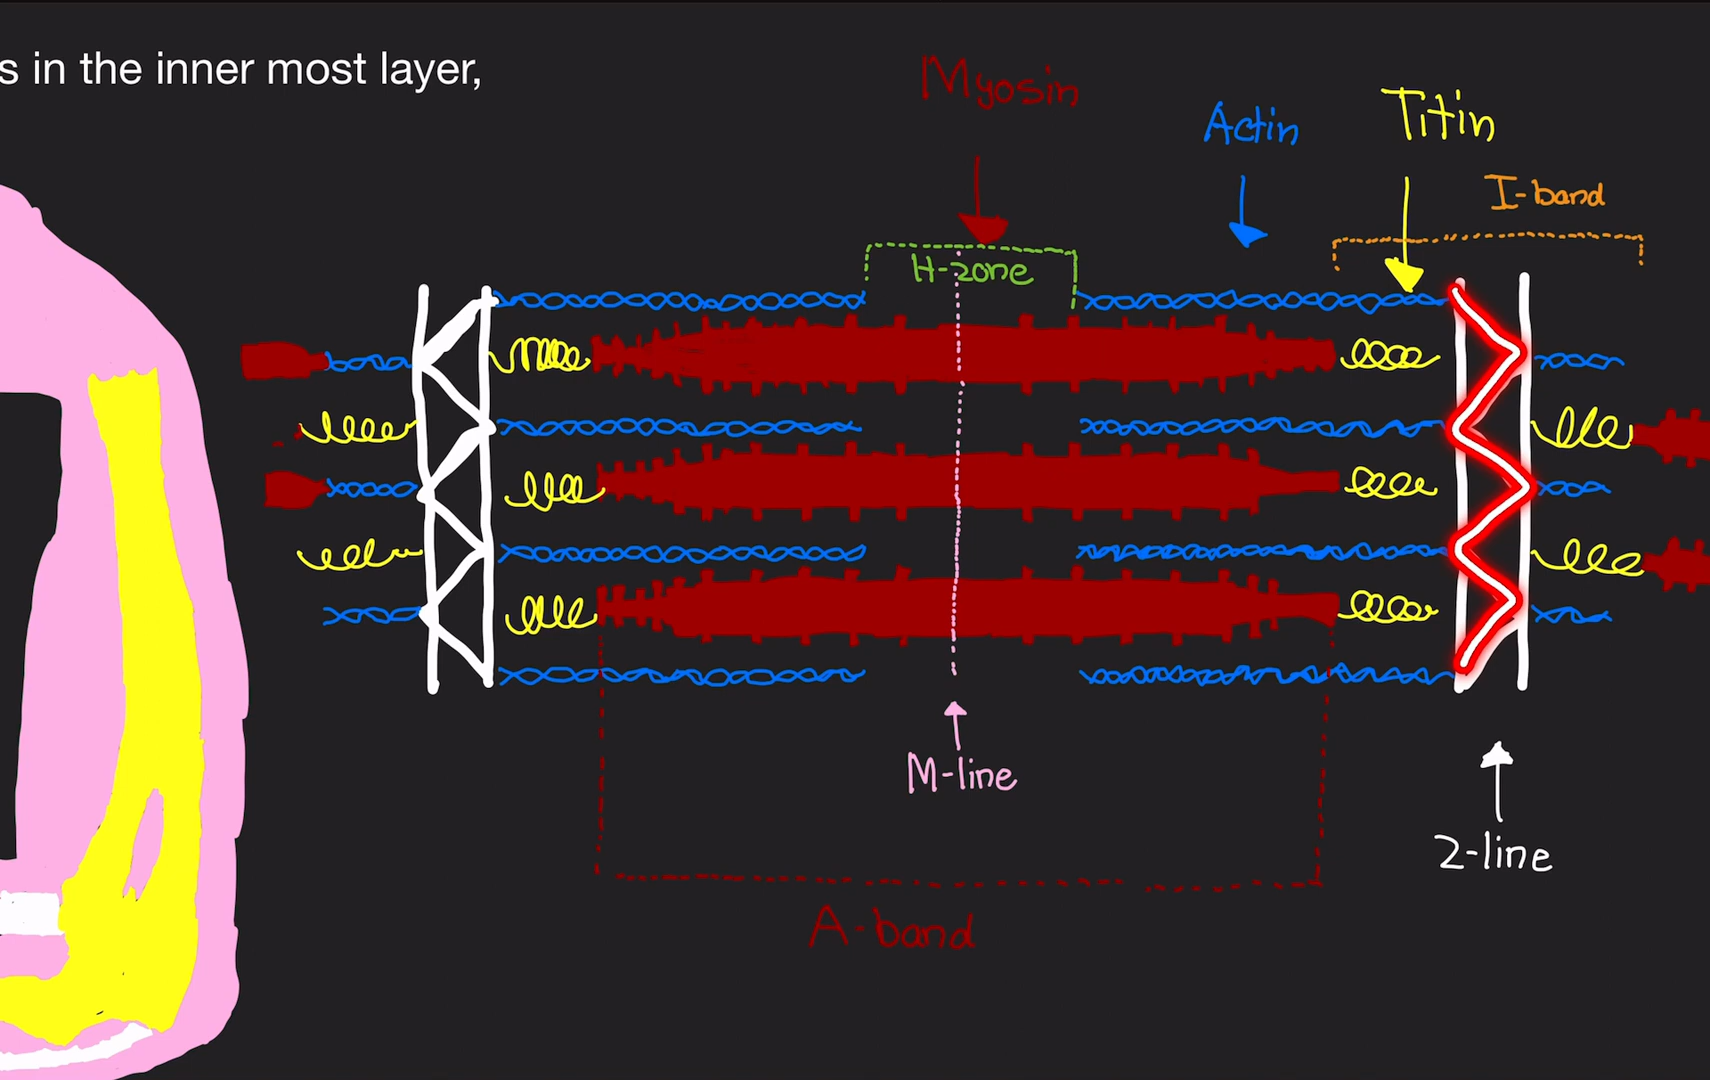 s in the inner most layer,
Myosin
Actin
Titin
I-band
H-zone
M-line
Z-line
A-band